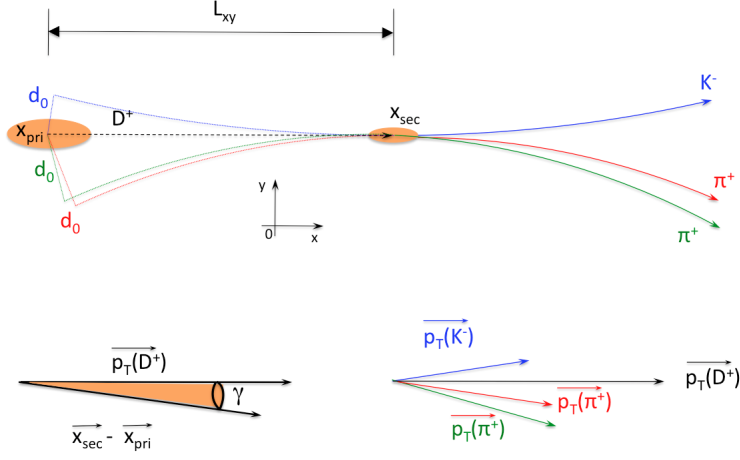 L_xy
d_0
K^-
x_pri
D^+
x_sec
d_0
d_0
y
0
x
π^+
π^+
p_T(D^+)
γ
x_sec - x_pri
p_T(K^-)
p_T(D^+)
p_T(π^+)
p_T(π^+)